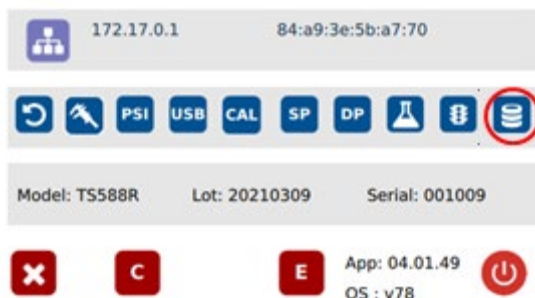 172.17.0.1 84:a9:3e:5b:a7:70
PSI USB CAL SP DP
Model: TS588R Lot: 20210309 Serial: 001009
C E App: 04.01.49
OS : v78